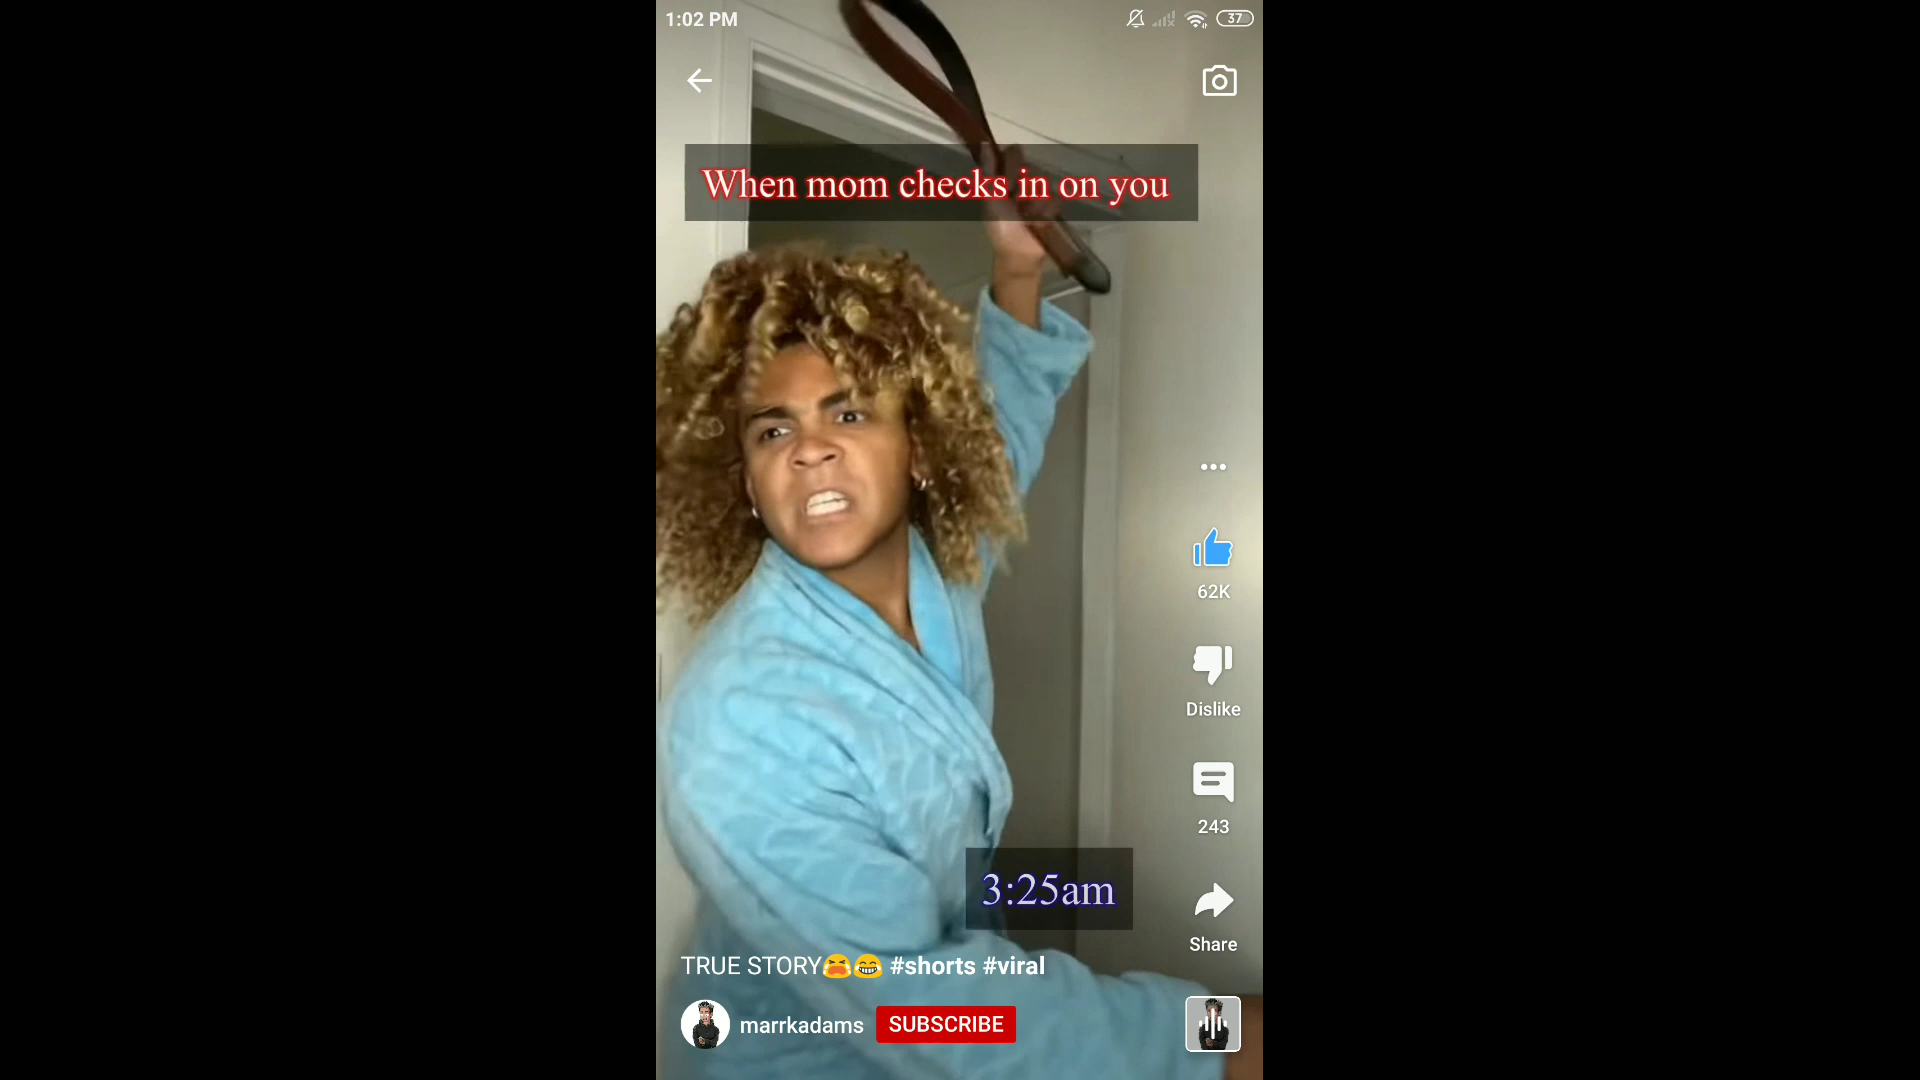 1:02 PM
37
When mom checks in on you
62K
Dislike
243
3:25am
Share
TRUE STORY😫😂 #shorts #viral
marrkadams SUBSCRIBE